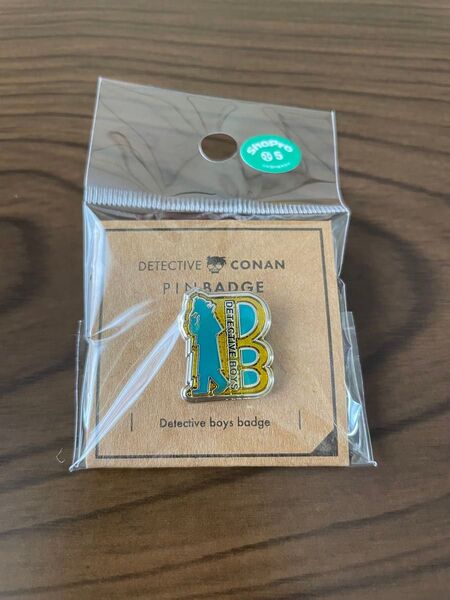 ShoPro
S
DETECTIVE CONAN
PIN BADGE
B
DETECTIVE BOYS
Detective boys badge